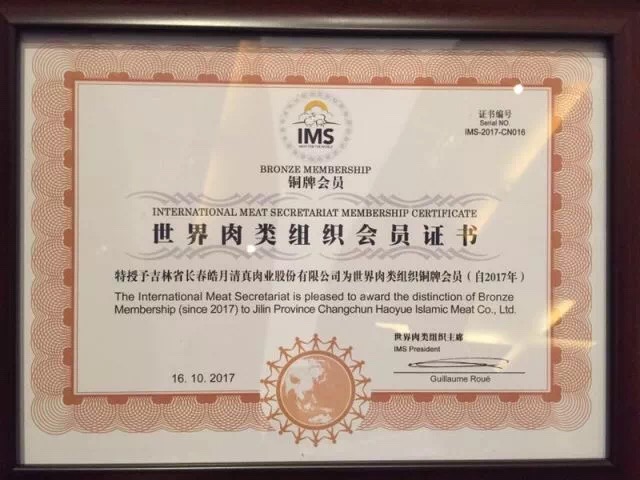 证书编号
Serial NO.
IMS-2017-CN016
IMS
MEAT FOR THE WORLD
BRONZE MEMBERSHIP
铜牌会员
INTERNATIONAL MEAT SECRETARIAT MEMBERSHIP CERTIFICATE
世界肉类组织会员证书
特授予吉林省长春皓月清真肉业股份有限公司为世界肉类组织铜牌会员（自2017年）
The International Meat Secretariat is pleased to award the distinction of Bronze
Membership (since 2017) to Jilin Province Changchun Haoyue Islamic Meat Co., Ltd.
世界肉类组织主席
IMS President
16. 10. 2017
Guillaume Roué